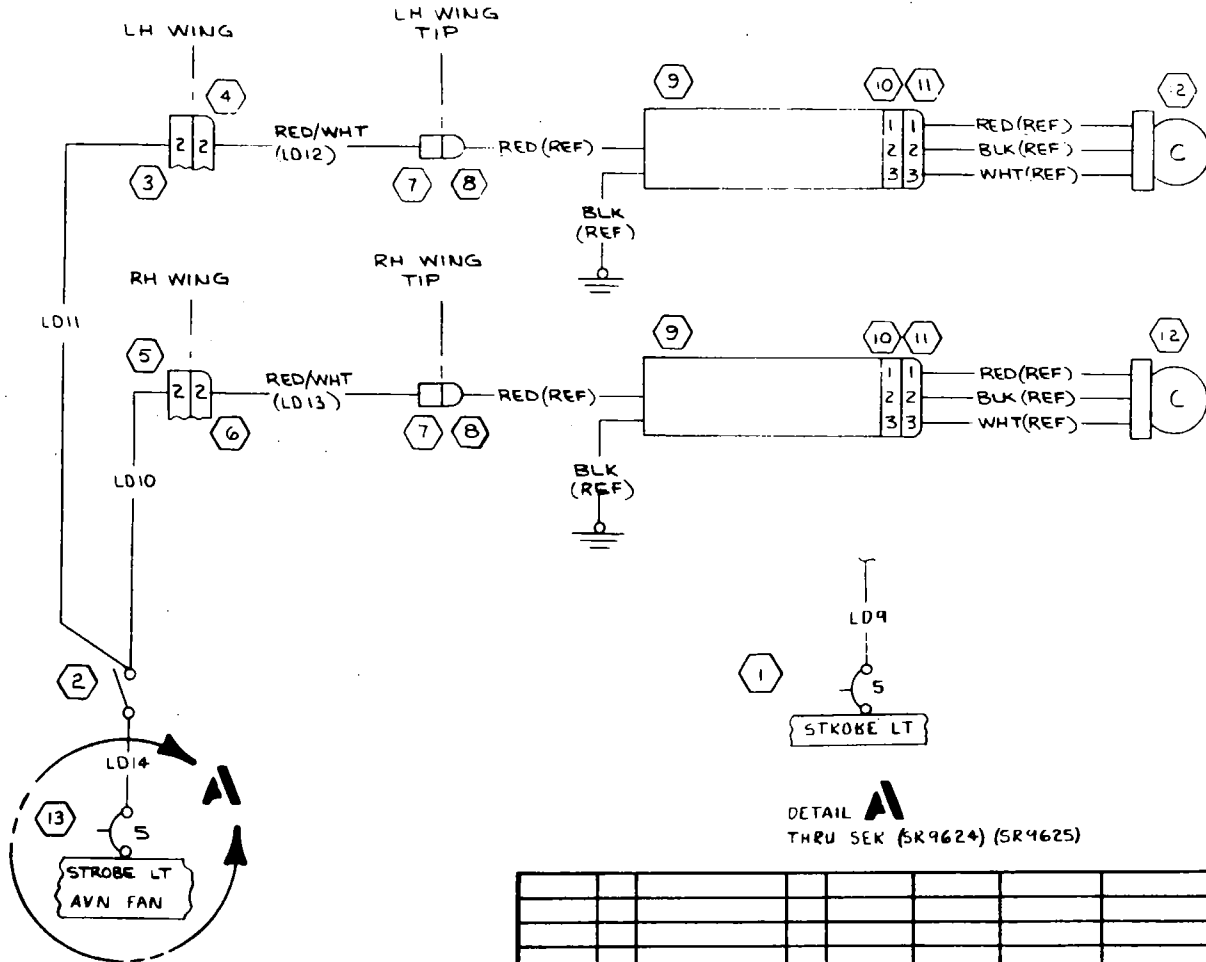 LH WING
LH WING
TIP
4
9
10
11
12
2 2
RED/WHT
(LD12)
RED (REF)
1 1
2 2
3 3
RED (REF)
BLK (REF)
WHT (REF)
C
3
7
8
BLK
(REF)
RH WING
RH WING
TIP
LD11
5
9
10
11
12
2 2
RED/WHT
(LD13)
RED (REF)
1 1
2 2
3 3
RED (REF)
BLK (REF)
WHT (REF)
C
6
7
8
LD10
BLK
(REF)
LD9
2
1
5
STROBE LT
LD14
A
13
5
STROBE LT
AVN FAN
DETAIL A
THRU SEK (SR9624) (SR9625)